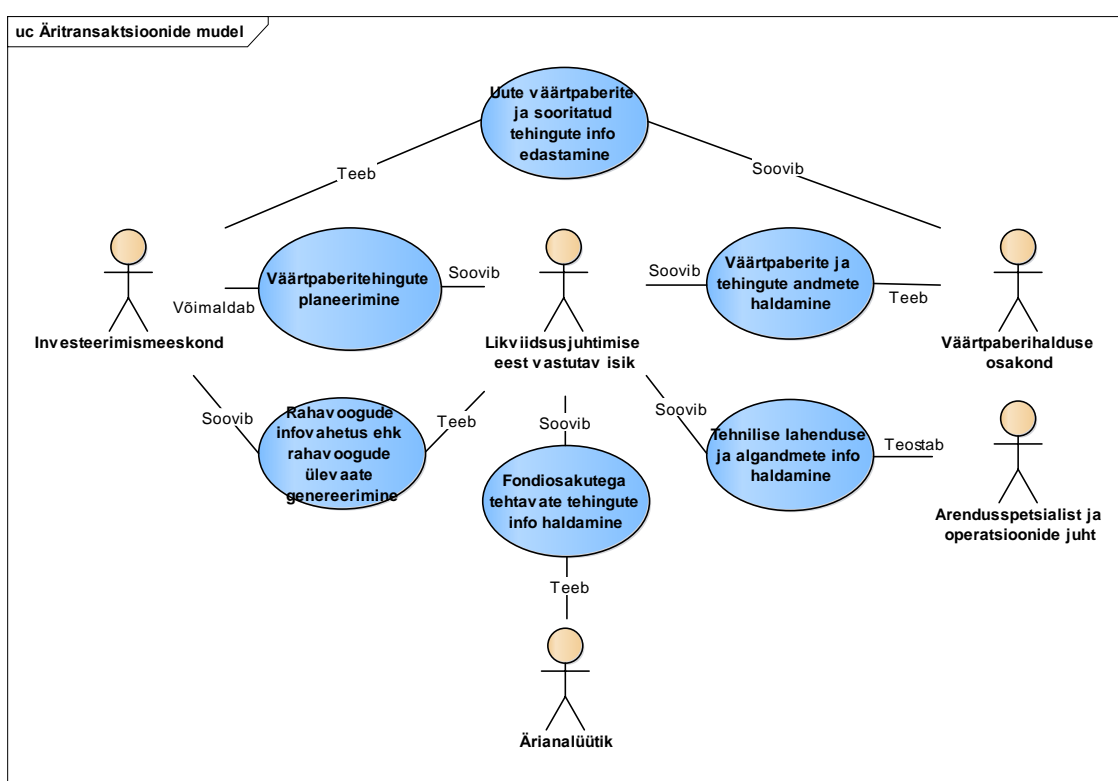 uc Äritransaktsioonide mudel
Uute väärtpaberite
ja sooritatud
tehingute info
edastamine
Teeb
Soovib
Väärtpaberitehingute
planeerimine
Võimaldab
Soovib
Väärtpaberite ja
tehingute andmete
haldamine
Soovib
Teeb
Investeerimismeeskond
Likviidsusjuhtimise
eest vastutav isik
Väärtpaberihalduse
osakond
Soovib
Rahavoogude
infovahetus ehk
rahavoogude
ülevaate
genereerimine
Teeb
Soovib
Fondiosakutega
tehtavate tehingute
info haldamine
Soovib
Tehnilise lahenduse
ja algandmete info
haldamine
Teostab
Arendusspetsialist ja
operatsioonide juht
Teeb
Ärianalüütik